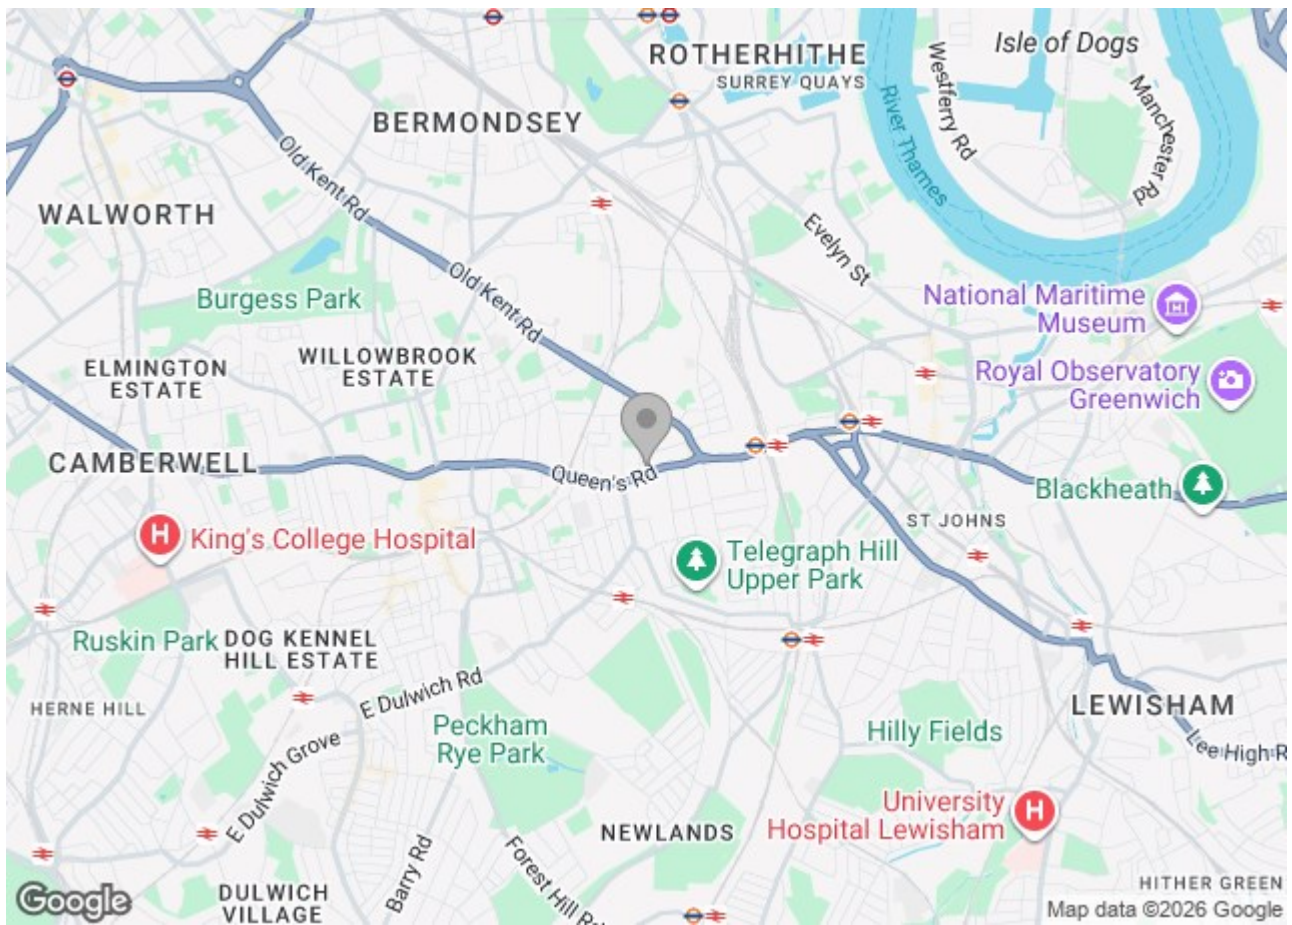 ROTHERHITHE
SURREY QUAYS
Isle of Dogs
Westferry Rd
Manchester Rd
River Thames
BERMONDSEY
Old Kent Rd
WALWORTH
Evelyn St
Old Kent Rd
Burgess Park
National Maritime
Museum
WILLOWBROOK
ESTATE
ELMINGTON
ESTATE
Royal Observatory
Greenwich
CAMBERWELL
Queen's Rd
Blackheath
ST JOHNS
H
King's College Hospital
Telegraph Hill
Upper Park
Ruskin Park
DOG KENNEL
HILL ESTATE
E Dulwich Rd
HERNE HILL
LEWISHAM
Peckham
Rye Park
Hilly Fields
E Dulwich Grove
Lee High R
University
Hospital Lewisham
H
NEWLANDS
Barry Rd
Forest Hill Rd
HITHER GREEN
DULWICH
VILLAGE
Google
Map data ©2026 Google